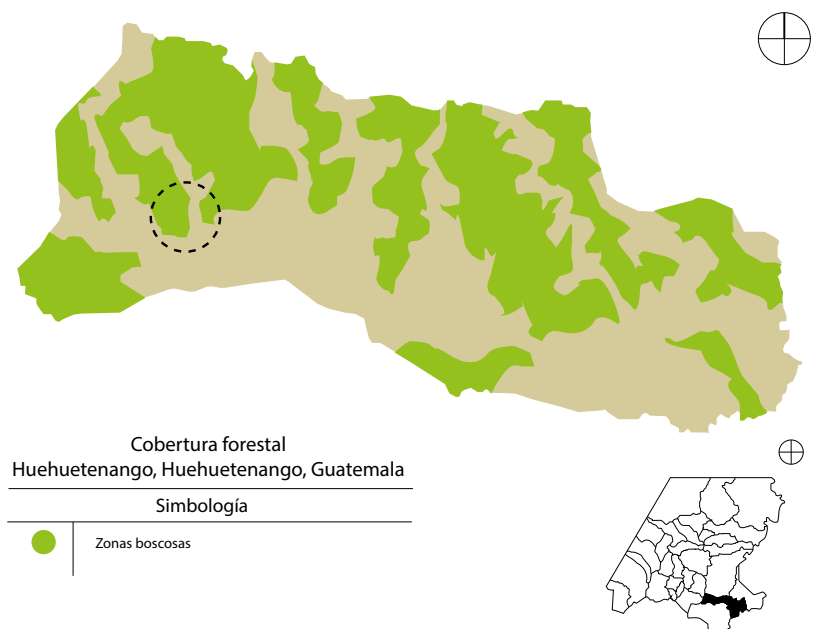 Cobertura forestal
Huehuetenango, Huehuetenango, Guatemala
Simbología
Zonas boscosas